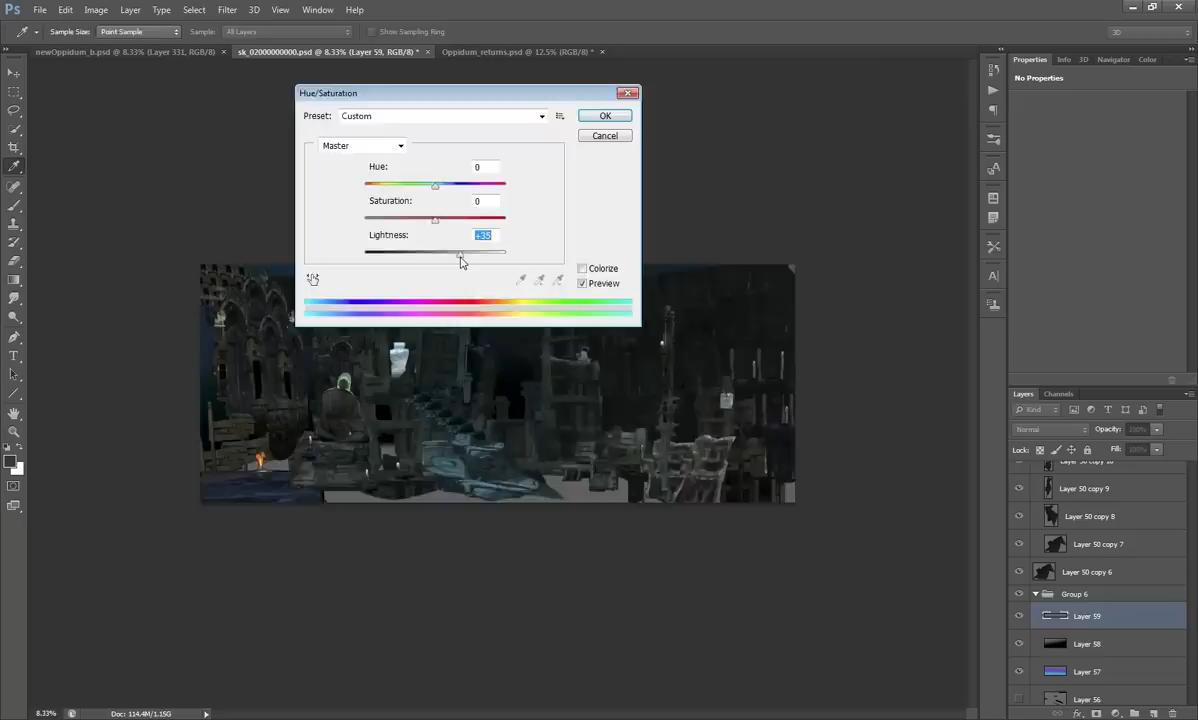 Ps File Edit Image Layer Type Select Filter 3D View Window Help
Sample Size: Point Sample Sample: All Layers Show Sampling Ring 3D
newOppidum_b.psd @ 8.33% (Layer 331, RGB/8) × sk_02000000000.psd @ 8.33% (Layer 59, RGB/8) * × Oppidum_returns.psd @ 12.5% (RGB/8) * ×
Properties Info 3D Navigator Color
No Properties
Hue/Saturation
Preset: Custom OK
Cancel
Master
Hue: 0
Saturation: 0
Lightness: +35
Colorize
Preview
Layers Channels
Kind
Normal Opacity: 100%
Lock: Fill: 100%
Layer 50 copy 10
Layer 50 copy 9
Layer 50 copy 8
Layer 50 copy 7
Layer 50 copy 6
Group 6
Layer 59
Layer 58
Layer 57
Layer 56
8.33% Doc: 114.4M/1.15G